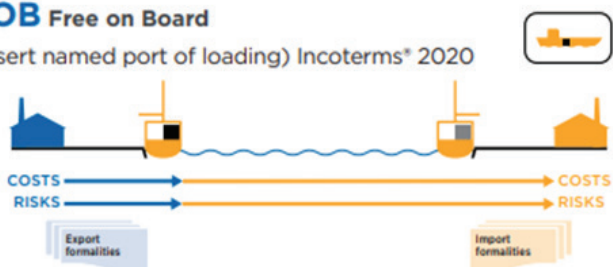 OB Free on Board
sert named port of loading) Incoterms® 2020
COSTS COSTS
RISKS RISKS
Export
formalities
Import
formalities